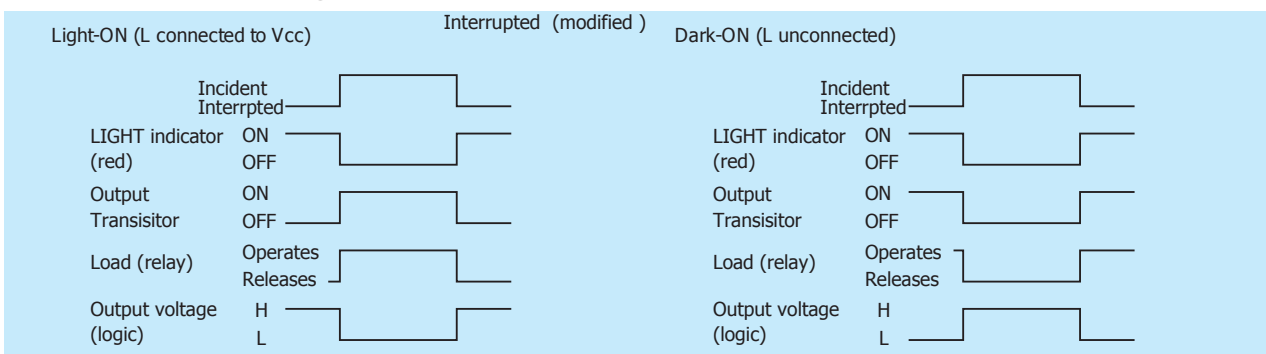 Interrupted (modified )
Light-ON (L connected to Vcc)
Incident
Interrpted
LIGHT indicator ON
(red) OFF
Output ON
Transisitor OFF
Load (relay) Operates
Releases
Output voltage H
(logic) L
Dark-ON (L unconnected)
Incident
Interrpted
LIGHT indicator ON
(red) OFF
Output ON
Transisitor OFF
Load (relay) Operates
Releases
Output voltage H
(logic) L